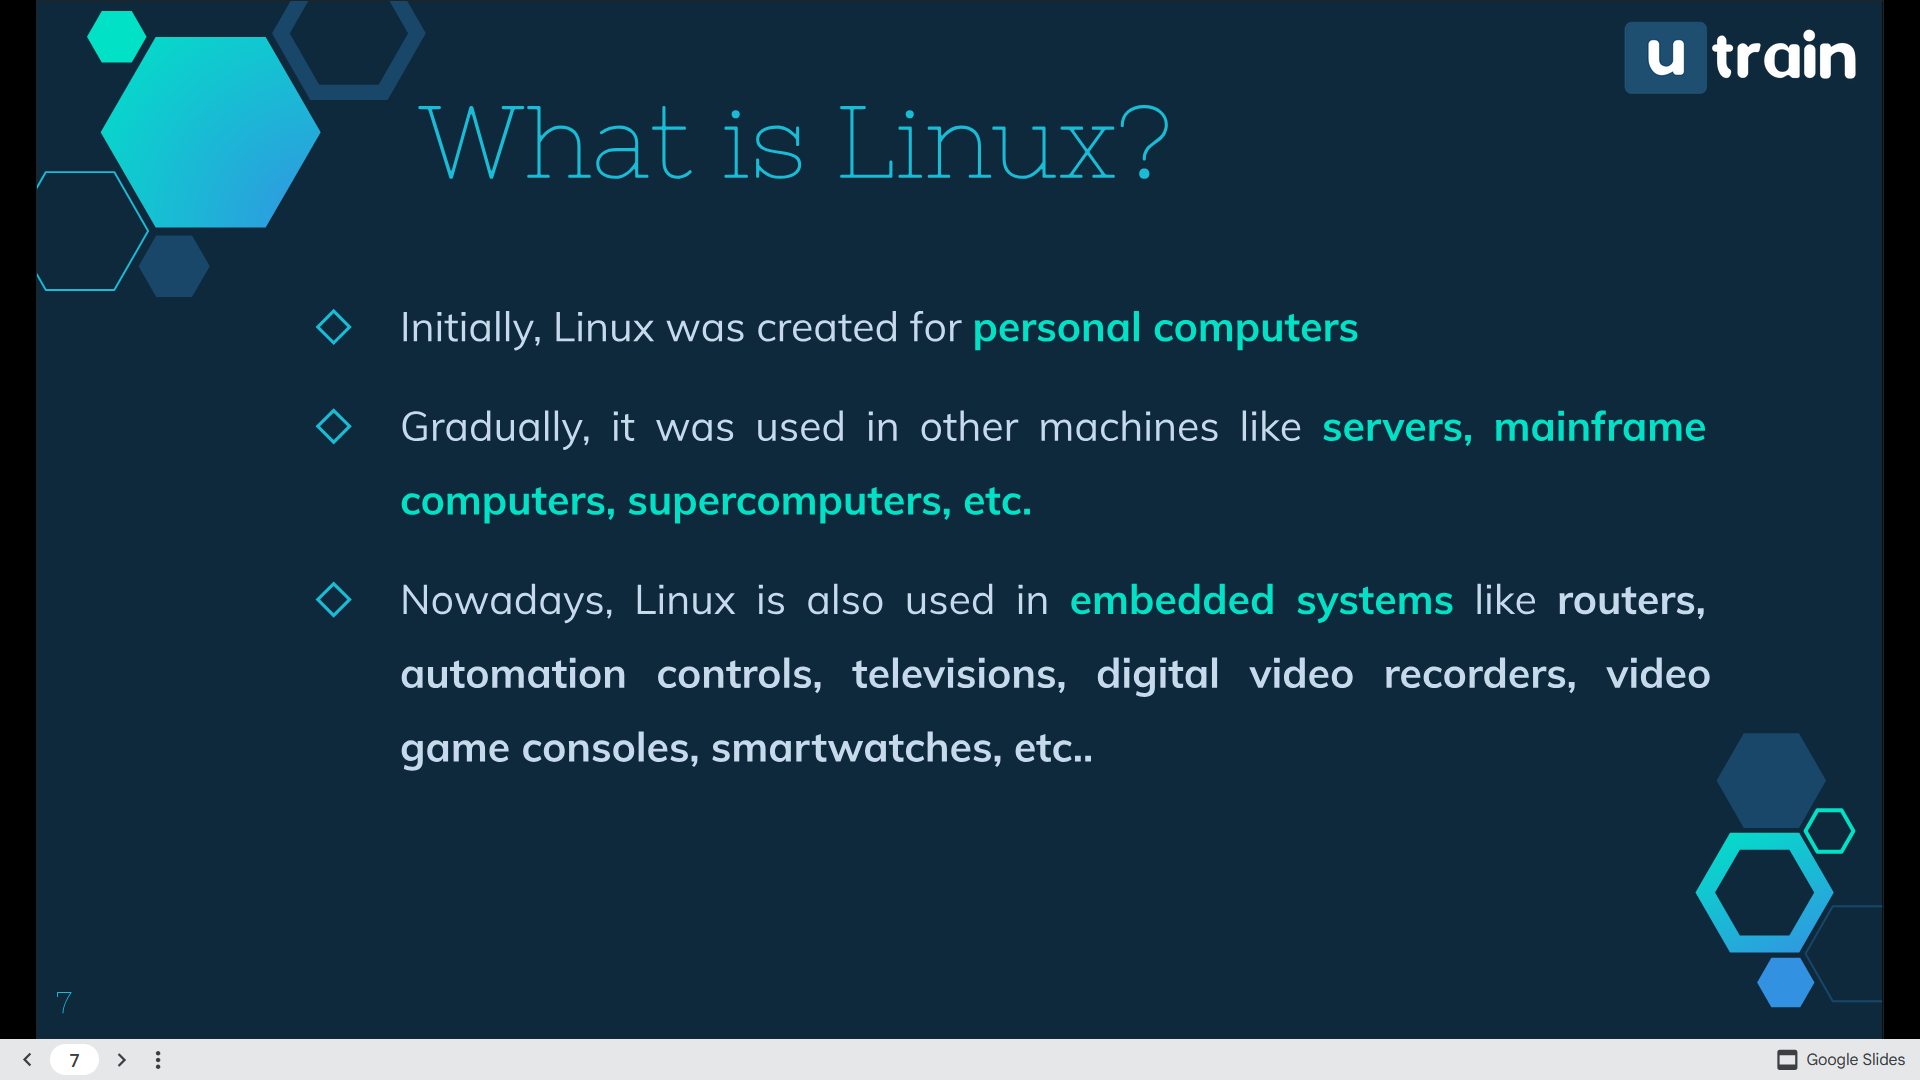 u train
What is Linux?
Initially, Linux was created for personal computers
Gradually, it was used in other machines like servers, mainframe
computers, supercomputers, etc.
Nowadays, Linux is also used in embedded systems like routers,
automation controls, televisions, digital video recorders, video
game consoles, smartwatches, etc..
7
7
Google Slides